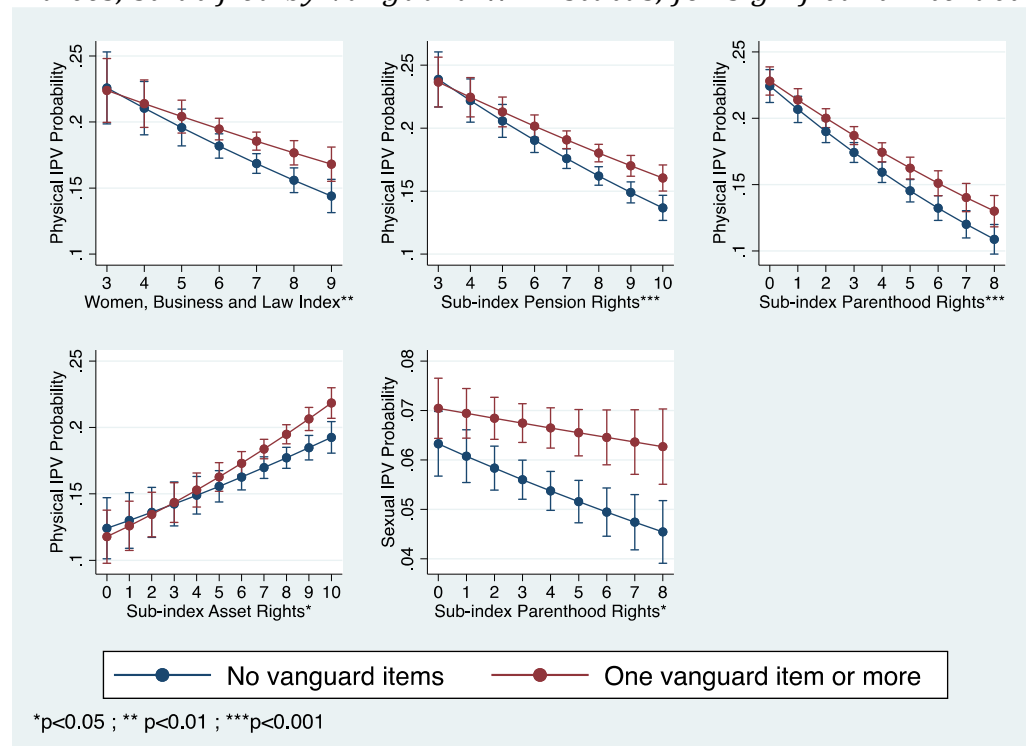 stratified by vanguard status, for significant
Physical IPV Probability
.1 .15 .2 .25
3 4 5 6 7 8 9
Women, Business and Law Index**
Physical IPV Probability
.1 .15 .2 .25
3 4 5 6 7 8 9 10
Sub-index Pension Rights***
Physical IPV Probability
.1 .15 .2 .25
0 1 2 3 4 5 6 7 8
Sub-index Parenthood Rights***
Physical IPV Probability
.1 .15 .2 .25
0 1 2 3 4 5 6 7 8 9 10
Sub-index Asset Rights*
Sexual IPV Probability
.04 .05 .06 .07 .08
0 1 2 3 4 5 6 7 8
Sub-index Parenthood Rights*
No vanguard items
One vanguard item or more
*p<0.05 ; ** p<0.01 ; ***p<0.001